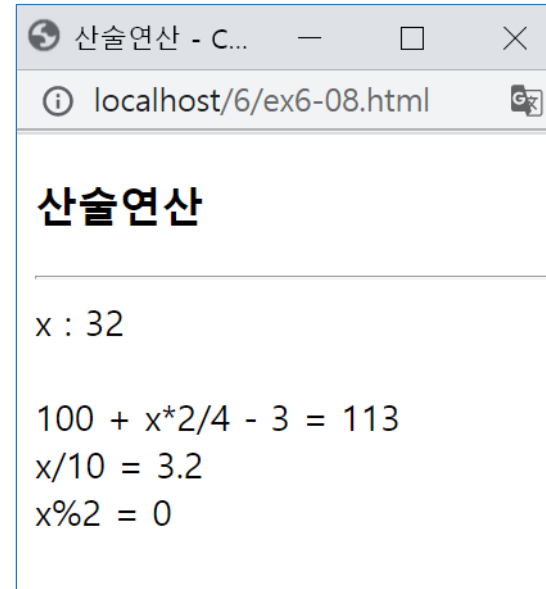 산술연산 - C...
localhost/6/ex6-08.html
산술연산
x : 32
100 + x*2/4 - 3 = 113
x/10 = 3.2
x%2 = 0